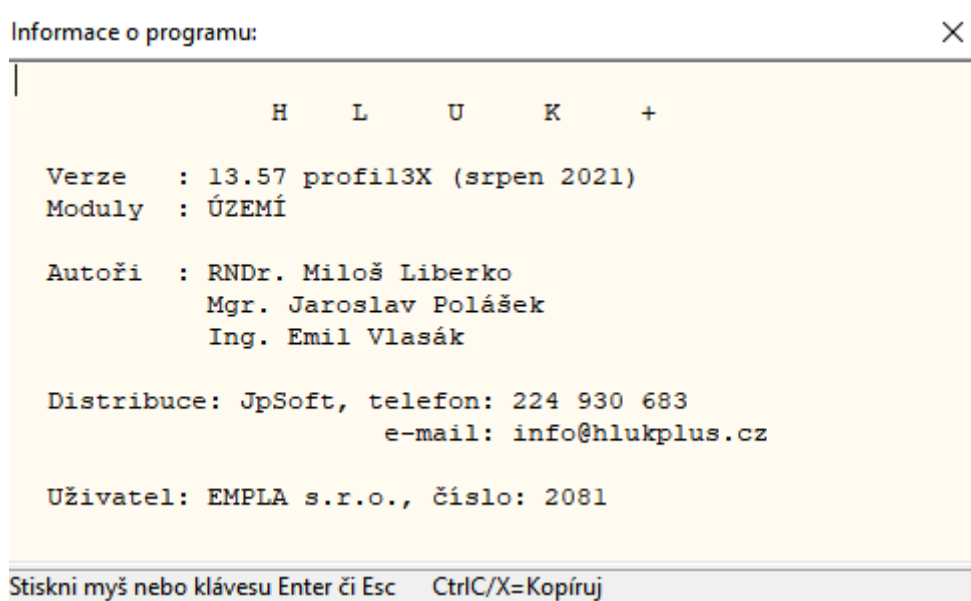 Informace o programu:
H L U K +
Verze : 13.57 profil3X (srpen 2021)
Moduly : ÚZEMÍ
Autoři : RNDr. Miloš Liberko
Mgr. Jaroslav Polášek
Ing. Emil Vlasák
Distribuce: JpSoft, telefon: 224 930 683
e-mail: info@hlukplus.cz
Uživatel: EMPLA s.r.o., číslo: 2081
Stiskni myš nebo klávesu Enter či Esc CtrlC/X=Kopíruj